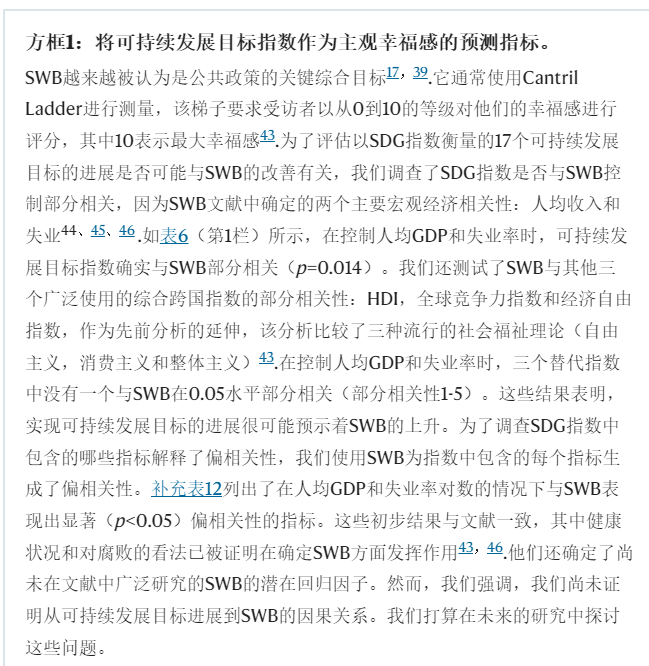 方框1：将可持续发展目标指数作为主观幸福感的预测指标。
SWB越来越被认为是公共政策的关键综合目标17，39.它通常使用Cantril
Ladder进行测量，该梯子要求受访者以从0到10的等级对他们的幸福感进行
评分，其中10表示最大幸福感43.为了评估以SDG指数衡量的17个可持续发展
目标的进展是否可能与SWB的改善有关，我们调查了SDG指数是否与SWB控
制部分相关，因为SWB文献中确定的两个主要宏观经济相关性：人均收入和
失业44、45、46.如表6（第1栏）所示，在控制人均GDP和失业率时，可持续发
展目标指数确实与SWB部分相关（p=0.014）。我们还测试了SWB与其他三
个广泛使用的综合跨国指数的部分相关性：HDI，全球竞争力指数和经济自由
指数，作为先前分析的延伸，该分析比较了三种流行的社会福祉理论（自由
主义，消费主义和整体主义）43.在控制人均GDP和失业率时，三个替代指数
中没有一个与SWB在0.05水平部分相关（部分相关性1-5）。这些结果表明，
实现可持续发展目标的进展很可能预示着SWB的上升。为了调查SDG指数中
包含的哪些指标解释了偏相关性，我们使用SWB为指数中包含的每个指标生
成了偏相关性。补充表12列出了在人均GDP和失业率对数的情况下与SWB表
现出显著（p<0.05）偏相关性的指标。这些初步结果与文献一致，其中健康
状况和对腐败的看法已被证明在确定SWB方面发挥作用43，46.他们还确定了尚
未在文献中广泛研究的SWB的潜在回归因子。然而，我们强调，我们尚未证
明从可持续发展目标进展到SWB的因果关系。我们打算在未来的研究中探讨
这些问题。